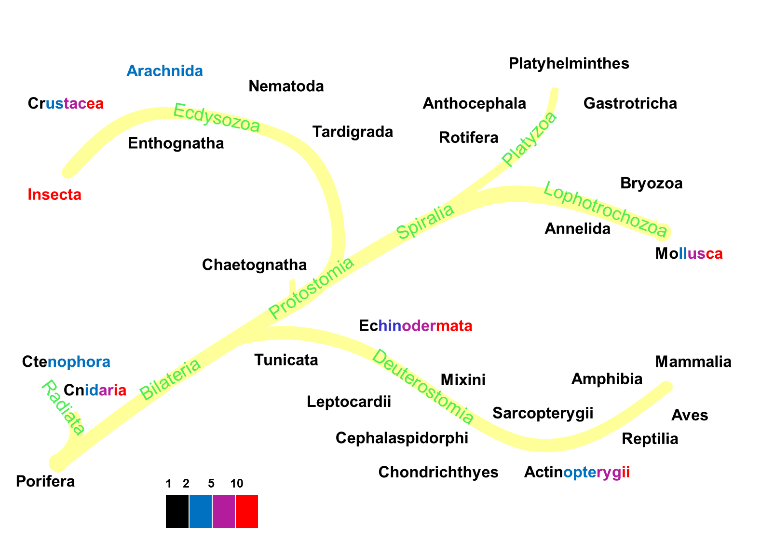 Platyhelminthes
Arachnida
Nematoda
Crustacea
Anthocephala
Gastrotricha
Ecdysozoa
Tardigrada
Rotifera
Enthognatha
Platyzoa
Bryozoa
Insecta
Lophotrochozoa
Spiralia
Annelida
Mollusca
Chaetognatha
Protostomia
Echinodermata
Tunicata
Ctenophora
Bilateria
Mammalia
Cnidaria
Deuterostomia
Mixini
Amphibia
Radiata
Leptocardii
Sarcopterygii
Aves
Cephalaspidorphi
Reptilia
Porifera
Chondrichthyes
Actinopterygii
1 2 5 10